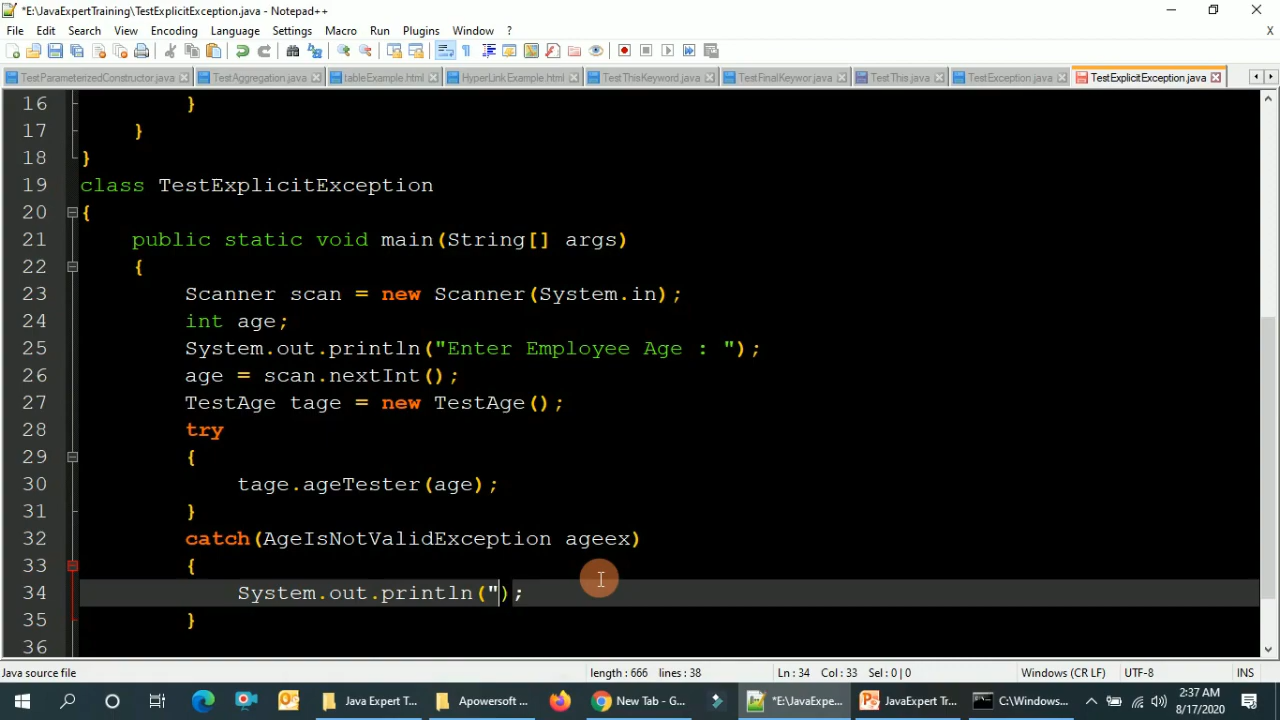 *E:\JavaExpertTraining\TestExplicitException.java - Notepad++
File Edit Search View Encoding Language Settings Macro Run Plugins Window ? X
TestParameterizedConstructor.java TestAggregation.java tableExample.html HyperLinkExample.html TestThisKeyword.java TestFinalKeywor.java TestThis.java TestException.java TestExplicitException.java
16 }
17 }
18 }
19 class TestExplicitException
20 {
21 public static void main(String[] args)
22 {
23 Scanner scan = new Scanner(System.in);
24 int age;
25 System.out.println("Enter Employee Age : ");
26 age = scan.nextInt();
27 TestAge tage = new TestAge();
28 try
29 {
30 tage.ageTester(age);
31 }
32 catch(AgeIsNotValidException ageex)
33 {
34 System.out.println(");
35 }
36
Java source file length : 666 lines : 38 Ln : 34 Col : 33 Sel : 0 | 0 Windows (CR LF) UTF-8 INS
Java Expert T... Apowersoft ... New Tab - G... *E:\JavaExpe... JavaExpert Tr... C:\Windows... 2:37 AM
8/17/2020